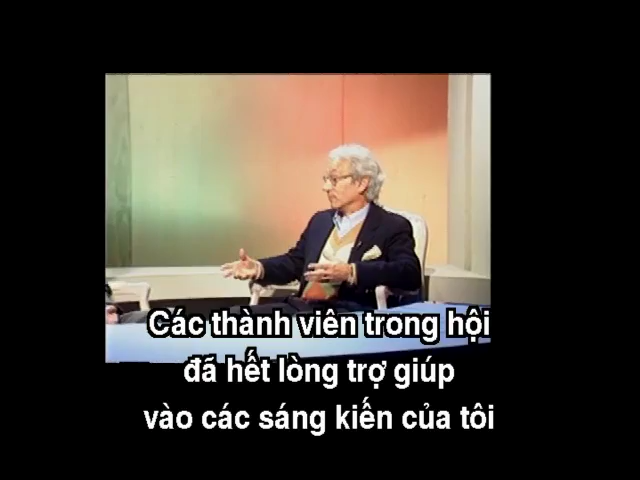 Các thành viên trong hội
đã hết lòng trợ giúp
vào các sáng kiến của tôi